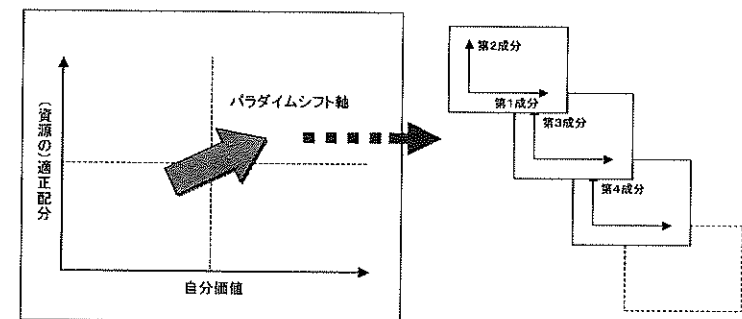 (資源の)適正配分
パラダイムシフト軸
自分価値
第2成分
第1成分
第3成分
第4成分